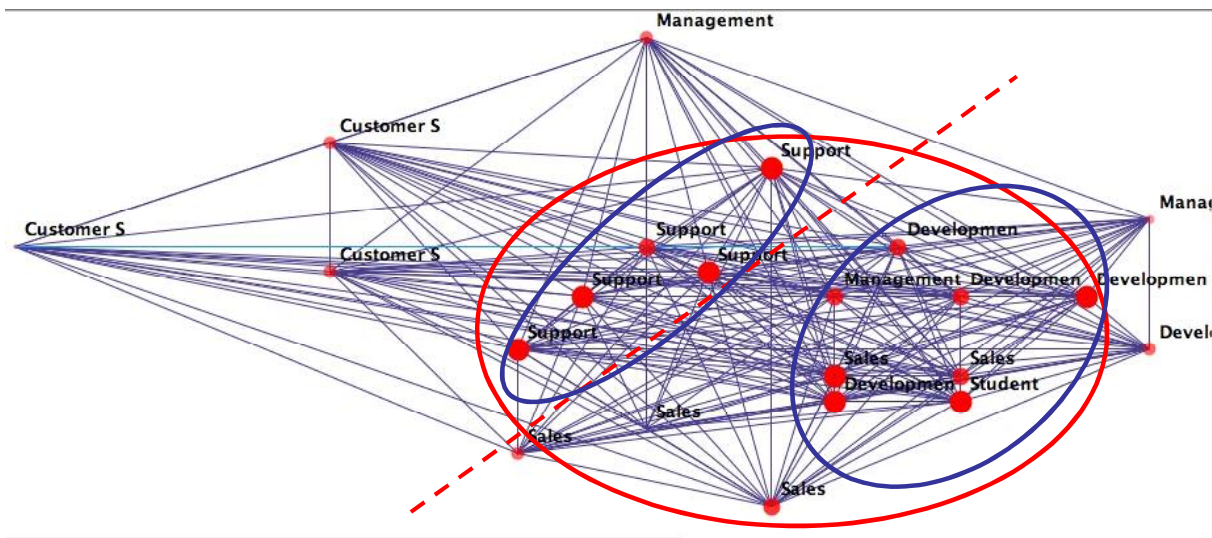 Management
Customer S
Support
Customer S
Support
Developmen
Manag
Customer S
Support
Support
Management
Developmen
Developmen
Support
Devel
Sales
Sales
Developmen
Student
Sales
Sales
Sales